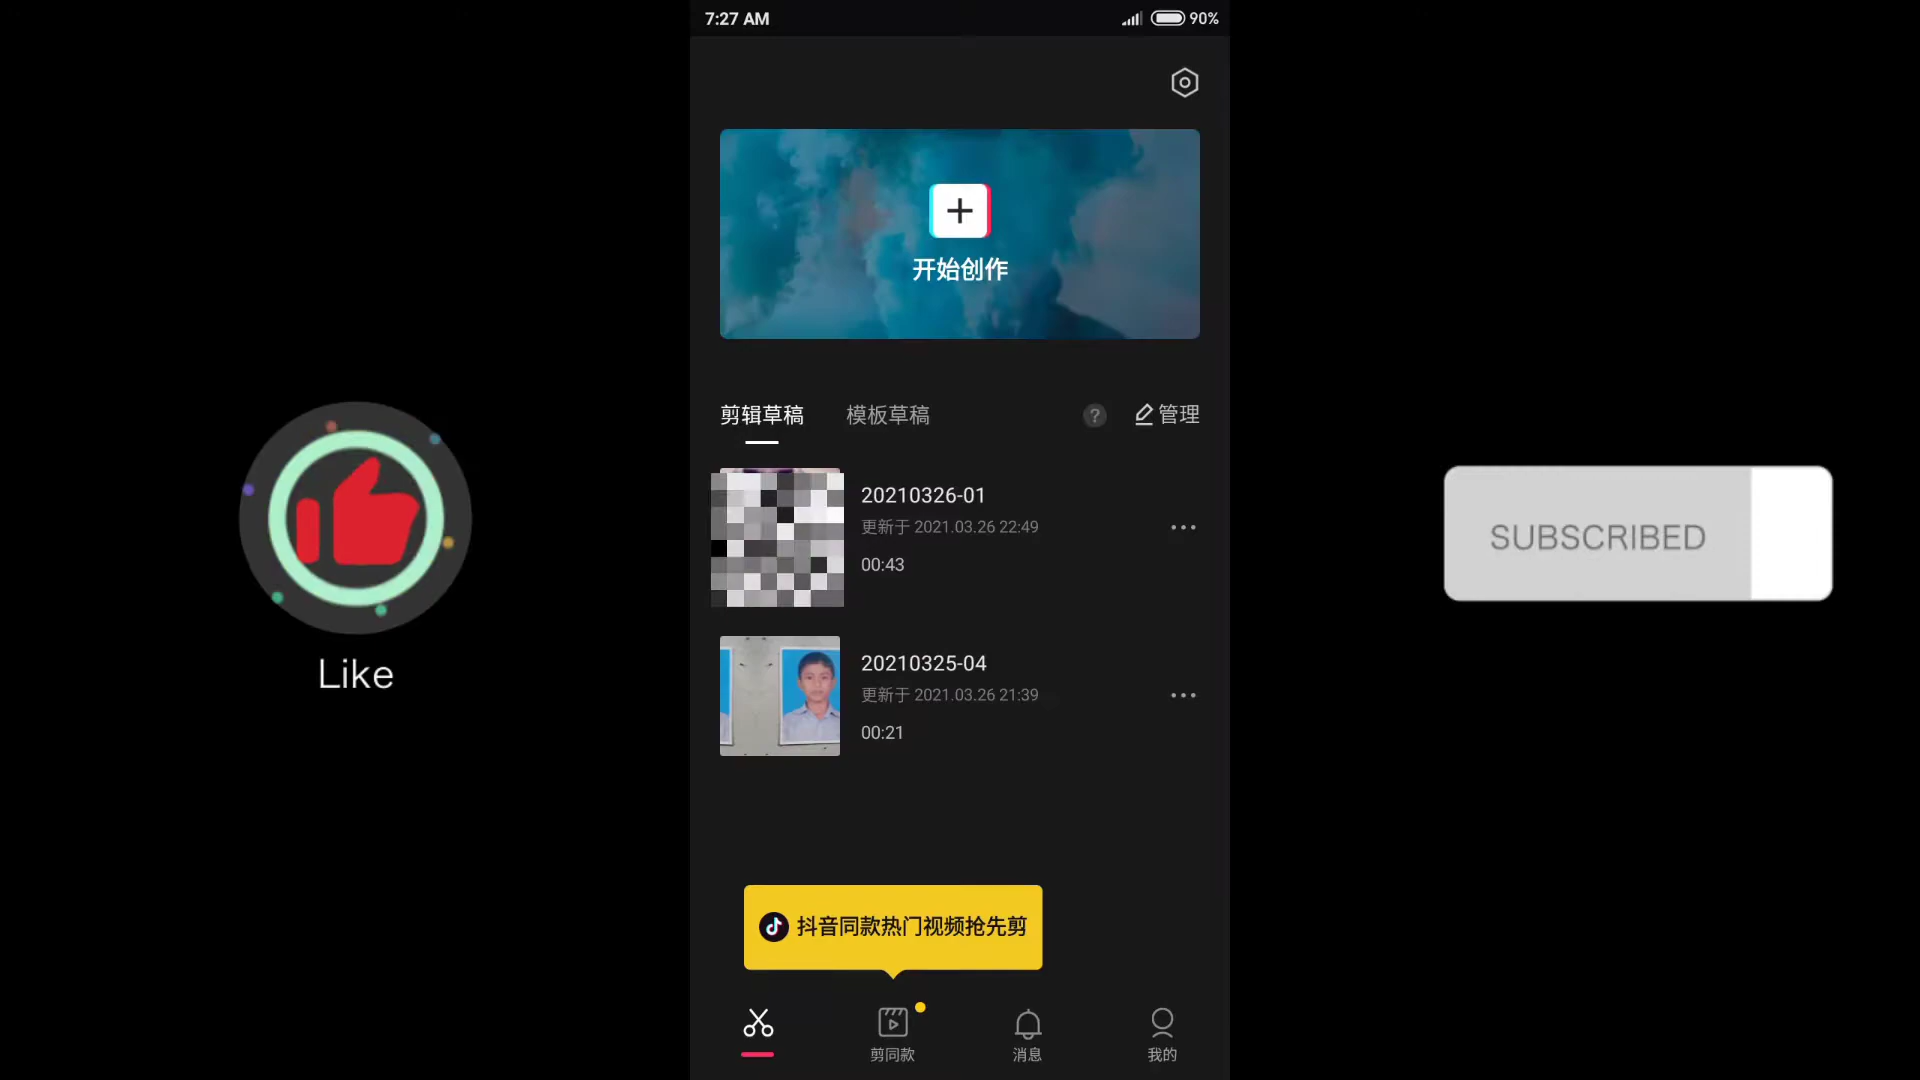 7:27 AM
90%
开始创作
剪辑草稿
模板草稿
?
管理
20210326-01
更新于 2021.03.26 22:49
00:43
20210325-04
更新于 2021.03.26 21:39
00:21
Like
SUBSCRIBED
抖音同款热门视频抢先剪
剪同款
消息
我的